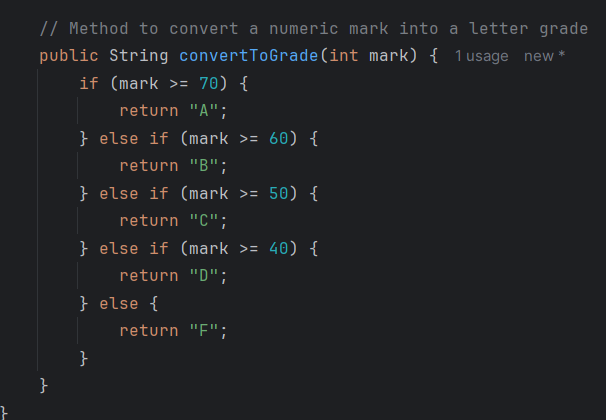 // Method to convert a numeric mark into a letter grade
public String convertToGrade(int mark) { 1 usage new *
if (mark >= 70) {
return "A";
} else if (mark >= 60) {
return "B";
} else if (mark >= 50) {
return "C";
} else if (mark >= 40) {
return "D";
} else {
return "F";
}
}
}